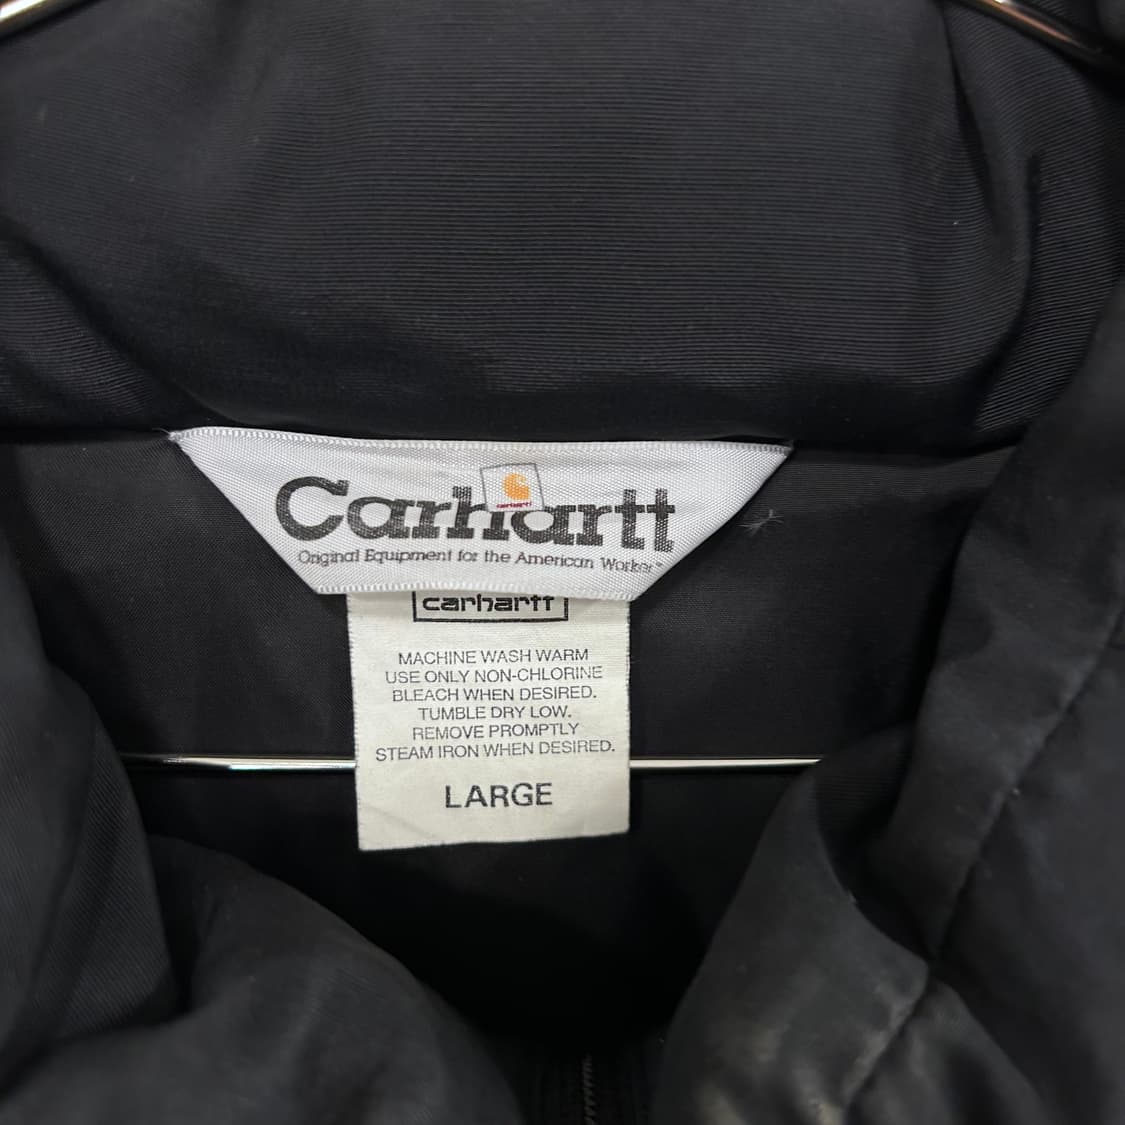 Carhartt
carhartt
Original Equipment for the American Worker™
carhartt
MACHINE WASH WARM
USE ONLY NON-CHLORINE
BLEACH WHEN DESIRED.
TUMBLE DRY LOW.
REMOVE PROMPTLY
STEAM IRON WHEN DESIRED.
LARGE